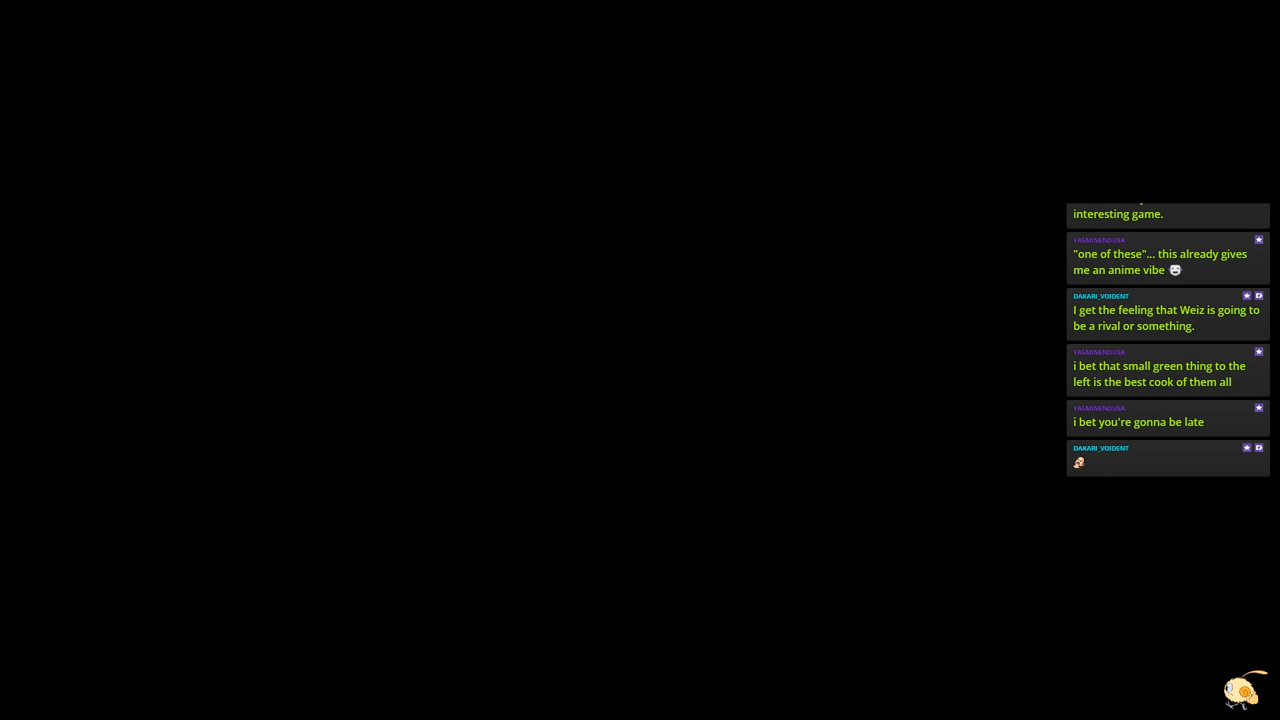 interesting game.
YASMINENDUSA
"one of these"... this already gives
me an anime vibe
DAKARI_VOIDENT
I get the feeling that Weiz is going to
be a rival or something.
YASMINENDUSA
i bet that small green thing to the
left is the best cook of them all
YASMINENDUSA
i bet you're gonna be late
DAKARI_VOIDENT